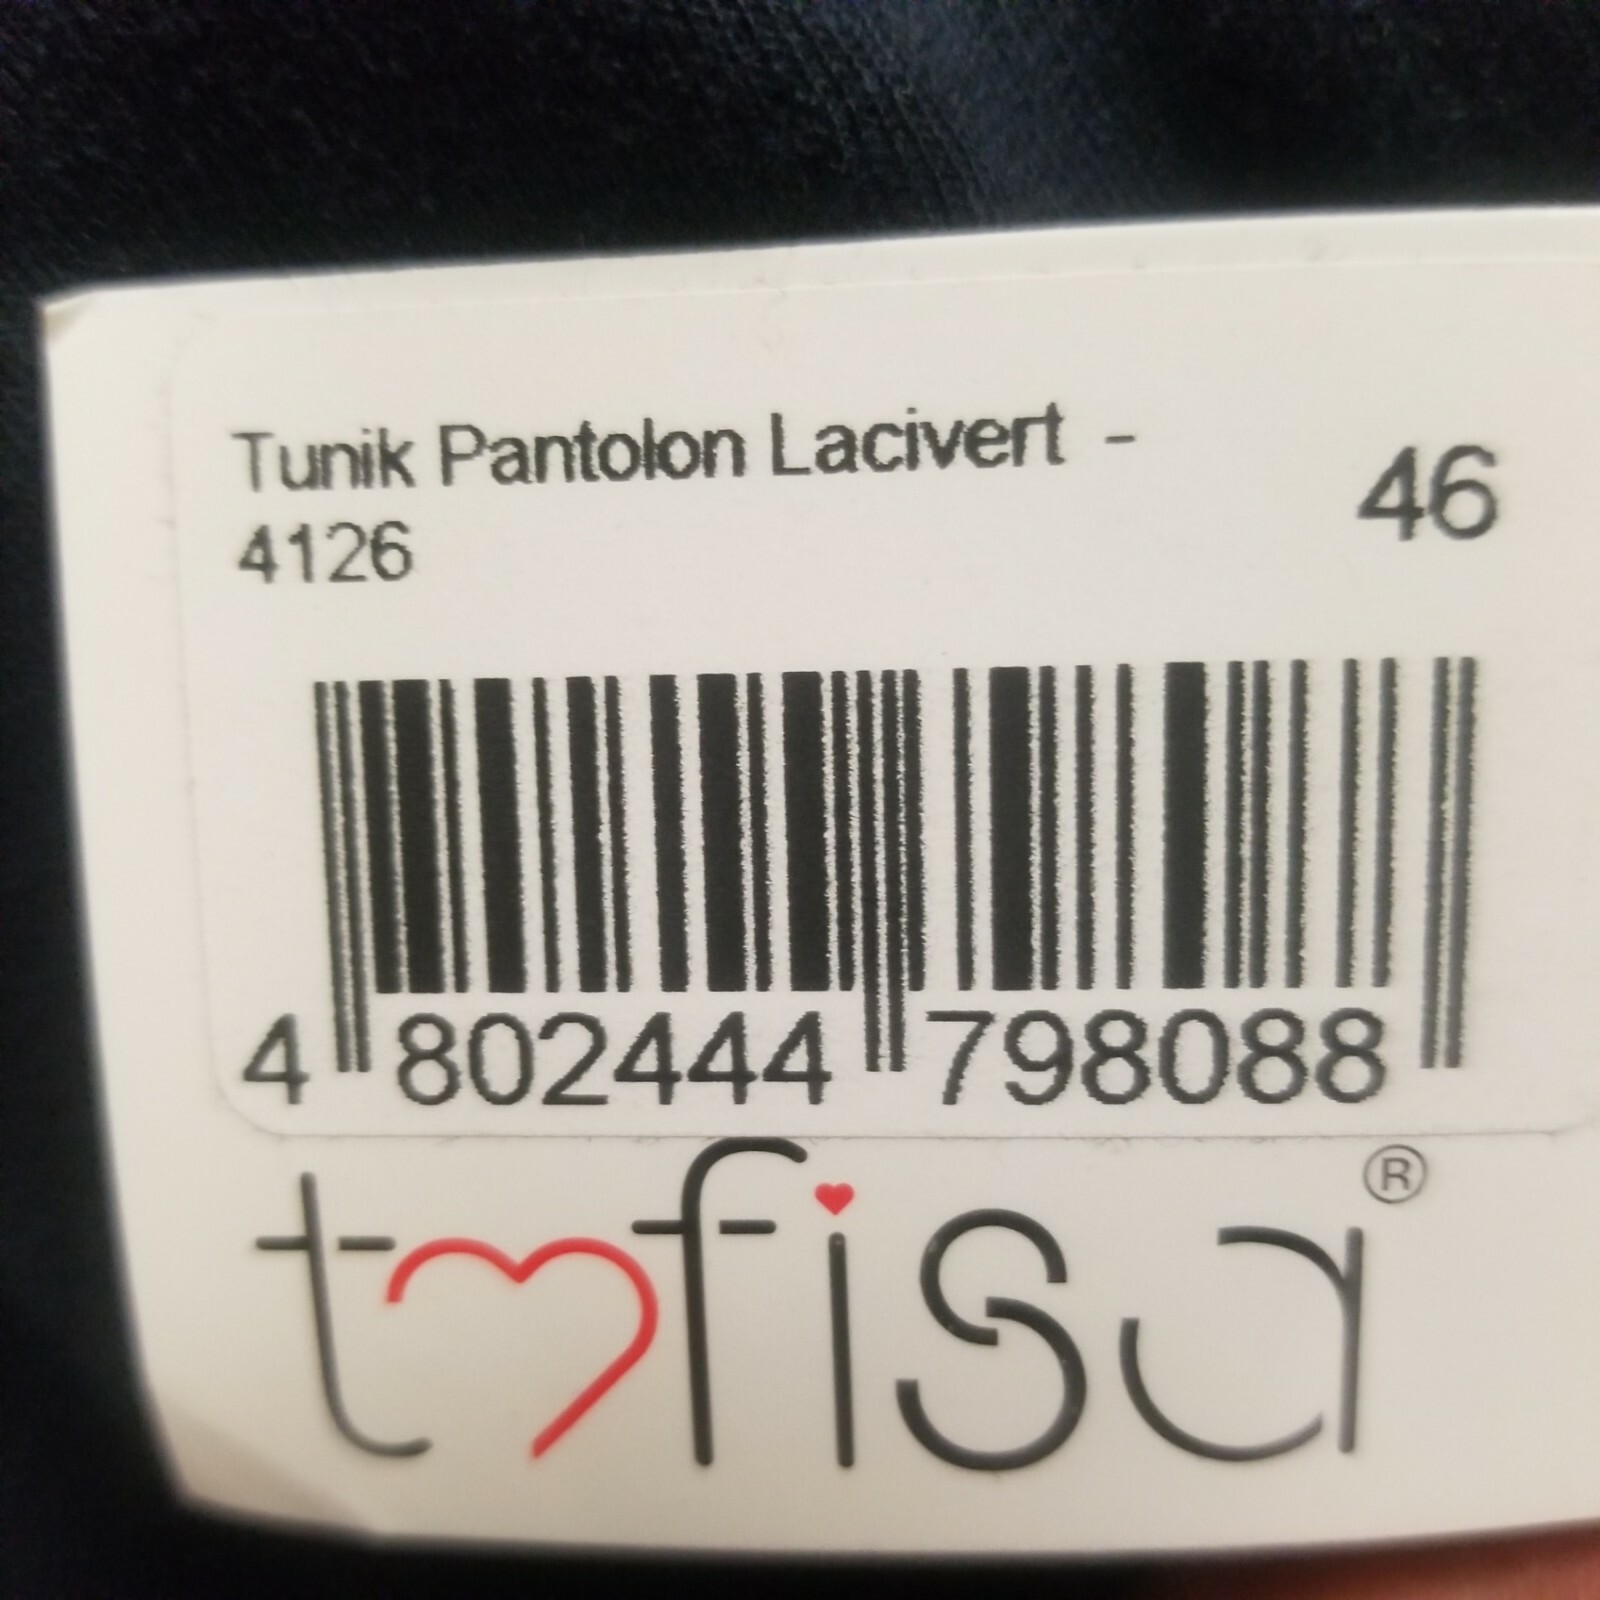 Tunik Pantolon Lacivert -
4126
46
4 802444 798088
tofisa®